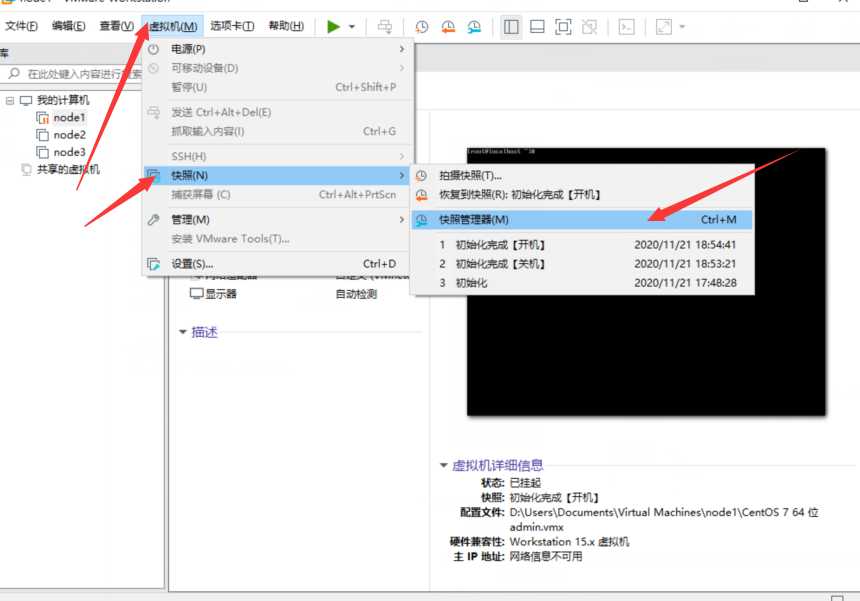 node1 - VMware Workstation
文件(F) 编辑(E) 查看(V) 虚拟机(M) 选项卡(T) 帮助(H)
库
在此处键入内容进行搜索
我的计算机
node1
node2
node3
共享的虚拟机
电源(P)
可移动设备(D)
暂停(U) Ctrl+Shift+P
发送 Ctrl+Alt+Del(E)
抓取输入内容(I) Ctrl+G
SSH(H)
快照(N)
捕获屏幕 (C) Ctrl+Alt+PrtScn
管理(M)
安装 VMware Tools(T)...
设置(S)... Ctrl+D
拍摄快照(T)...
恢复到快照(R): 初始化完成【开机】
快照管理器(M) Ctrl+M
1 初始化完成【开机】 2020/11/21 18:54:41
2 初始化完成【关机】 2020/11/21 18:53:21
3 初始化 2020/11/21 17:48:28
显示器 自动检测
描述
虚拟机详细信息
状态: 已挂起
快照: 初始化完成【开机】
配置文件: D:\Users\Documents\Virtual Machines\node1\CentOS 7 64 位
admin.vmx
硬件兼容性: Workstation 15.x 虚拟机
主 IP 地址: 网络信息不可用